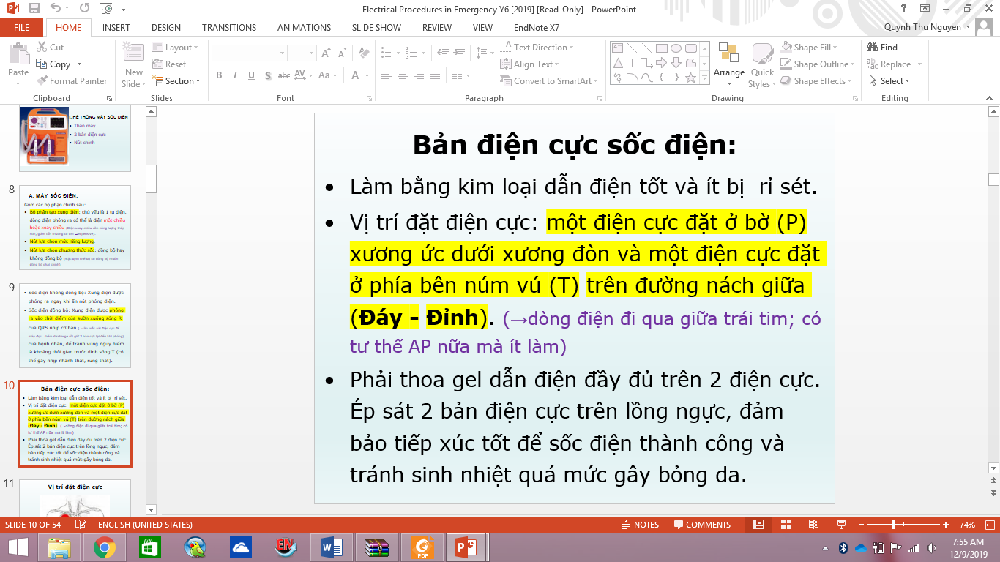 Electrical Procedures in Emergency Y6 [2019] [Read-Only] - PowerPoint
FILE HOME INSERT DESIGN TRANSITIONS ANIMATIONS SLIDE SHOW REVIEW VIEW EndNote X7
Quynh Thu Nguyen
Paste
Cut
Copy
Format Painter
Clipboard
New
Slide
Layout
Reset
Section
Slides
B I U S abc AV Aa A
Font
Text Direction
Align Text
Convert to SmartArt
Paragraph
Arrange
Quick
Styles
Shape Fill
Shape Outline
Shape Effects
Drawing
Find
Replace
Select
Editing
I. HỆ THỐNG MÁY SỐC ĐIỆN
Thân máy
2 bản điện cực
Nút chỉnh
8
A. MÁY SỐC ĐIỆN:
Gồm các bộ phận chính sau:
Bộ phận tạo xung điện: chủ yếu là 1 tụ điện,
dòng điện phóng ra có thể là điện một chiều
hoặc xoay chiều
Nút lựa chọn mức năng lượng.
Nút lựa chọn phương thức sốc: đồng bộ hay
không đồng bộ
9
Sốc điện không đồng bộ: Xung điện được
phóng ra ngay khi ấn nút phóng điện.
Sốc điện đồng bộ: Xung điện được phóng
ra vào thời điểm của sườn xuống sóng R
của QRS nhịp cơ bản
của bệnh nhân, để tránh vùng nguy hiểm
là khoảng thời gian trước đỉnh sóng T (có
thể gây nhịp nhanh thất, rung thất).
10
Bản điện cực sốc điện:
Làm bằng kim loại dẫn điện tốt và ít bị rỉ sét.
Vị trí đặt điện cực: một điện cực đặt ở bờ (P)
xương ức dưới xương đòn và một điện cực đặt
ở phía bên núm vú (T) trên đường nách giữa
(Đáy - Đỉnh). (→dòng điện đi qua giữa trái tim; có
tư thế AP nữa mà ít làm)
Phải thoa gel dẫn điện đầy đủ trên 2 điện cực.
Ép sát 2 bản điện cực trên lồng ngực, đảm
bảo tiếp xúc tốt để sốc điện thành công và
tránh sinh nhiệt quá mức gây bỏng da.
11
Vị trí đặt điện cực
Bản điện cực sốc điện:
• Làm bằng kim loại dẫn điện tốt và ít bị rỉ sét.
• Vị trí đặt điện cực: một điện cực đặt ở bờ (P)
xương ức dưới xương đòn và một điện cực đặt
ở phía bên núm vú (T) trên đường nách giữa
(Đáy - Đỉnh). (→dòng điện đi qua giữa trái tim; có
tư thế AP nữa mà ít làm)
• Phải thoa gel dẫn điện đầy đủ trên 2 điện cực.
Ép sát 2 bản điện cực trên lồng ngực, đảm
bảo tiếp xúc tốt để sốc điện thành công và
tránh sinh nhiệt quá mức gây bỏng da.
SLIDE 10 OF 54 ENGLISH (UNITED STATES) NOTES COMMENTS 74%
7:55 AM
12/9/2019